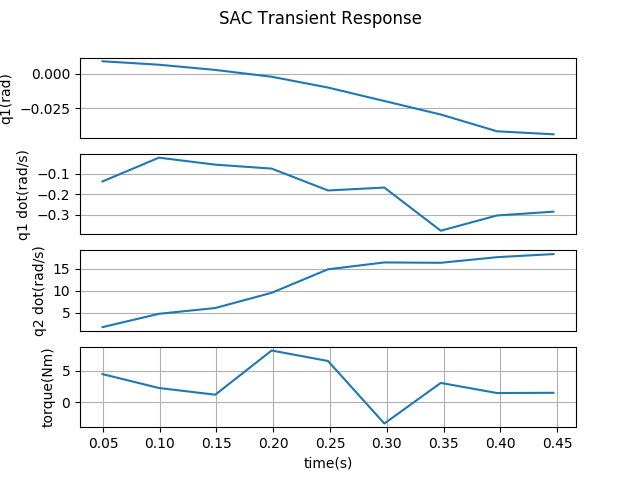 SAC Transient Response
q1(rad)
0.000
−0.025
q1 dot(rad/s)
−0.1
−0.2
−0.3
q2 dot(rad/s)
15
10
5
torque(Nm)
5
0
0.05 0.10 0.15 0.20 0.25 0.30 0.35 0.40 0.45
time(s)